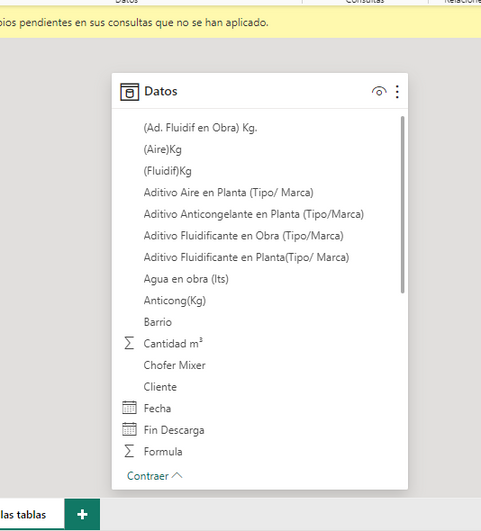 Datos
Consultas
ios pendientes en sus consultas que no se han aplicado.
Datos
(Ad. Fluidif en Obra) Kg.
(Aire)Kg
(Fluidif)Kg
Aditivo Aire en Planta (Tipo/ Marca)
Aditivo Anticongelante en Planta (Tipo/Marca)
Aditivo Fluidificante en Obra (Tipo/Marca)
Aditivo Fluidificante en Planta(Tipo/ Marca)
Agua en obra (lts)
Anticong(Kg)
Barrio
Cantidad m³
Chofer Mixer
Cliente
Fecha
Fin Descarga
Formula
Contraer
las tablas